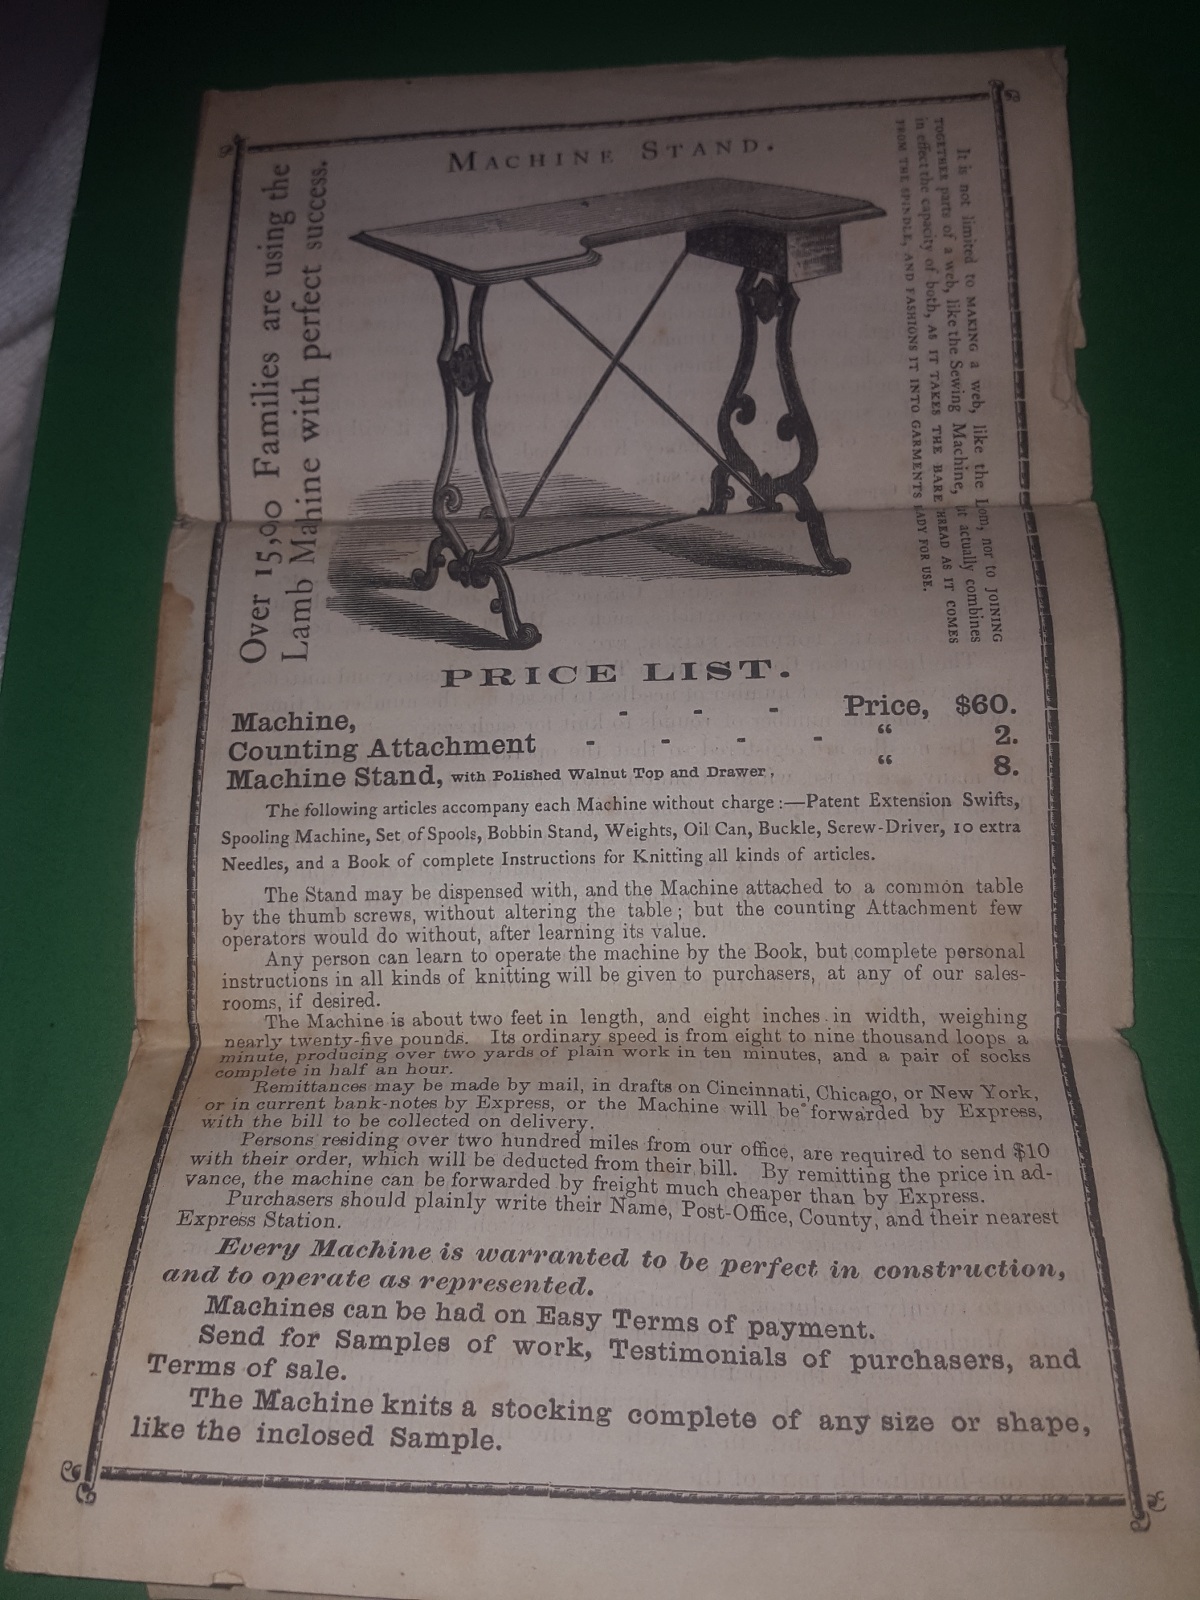 MACHINE STAND.
Over 15,000 Families are using the
Lamb Machine with perfect success.
It is not limited to MAKING a web, like the Loom, nor to JOINING
TOGETHER parts of a web, like the Sewing Machine, it actually combines
in effect the capacity of both, AS IT TAKES THE BARE THREAD AS IT COMES
FROM THE SPINDLE, AND FASHIONS IT INTO GARMENTS READY FOR USE.
PRICE LIST.
Machine, - - - Price, $60.
Counting Attachment - - - - “ 2.
Machine Stand, with Polished Walnut Top and Drawer, “ 8.
The following articles accompany each Machine without charge:—Patent Extension Swifts,
Spooling Machine, Set of Spools, Bobbin Stand, Weights, Oil Can, Buckle, Screw-Driver, 10 extra
Needles, and a Book of complete Instructions for Knitting all kinds of articles.
The Stand may be dispensed with, and the Machine attached to a common table
by the thumb screws, without altering the table; but the counting Attachment few
operators would do without, after learning its value.
Any person can learn to operate the machine by the Book, but complete personal
instructions in all kinds of knitting will be given to purchasers, at any of our sales-
rooms, if desired.
The Machine is about two feet in length, and eight inches in width, weighing
nearly twenty-five pounds. Its ordinary speed is from eight to nine thousand loops a
minute, producing over two yards of plain work in ten minutes, and a pair of socks
complete in half an hour.
Remittances may be made by mail, in drafts on Cincinnati, Chicago, or New York,
or in current bank-notes by Express, or the Machine will be forwarded by Express,
with the bill to be collected on delivery.
Persons residing over two hundred miles from our office, are required to send $10
with their order, which will be deducted from their bill. By remitting the price in ad-
vance, the machine can be forwarded by freight much cheaper than by Express.
Purchasers should plainly write their Name, Post-Office, County, and their nearest
Express Station.
Every Machine is warranted to be perfect in construction,
and to operate as represented.
Machines can be had on Easy Terms of payment.
Send for Samples of work, Testimonials of purchasers, and
Terms of sale.
The Machine knits a stocking complete of any size or shape,
like the inclosed Sample.